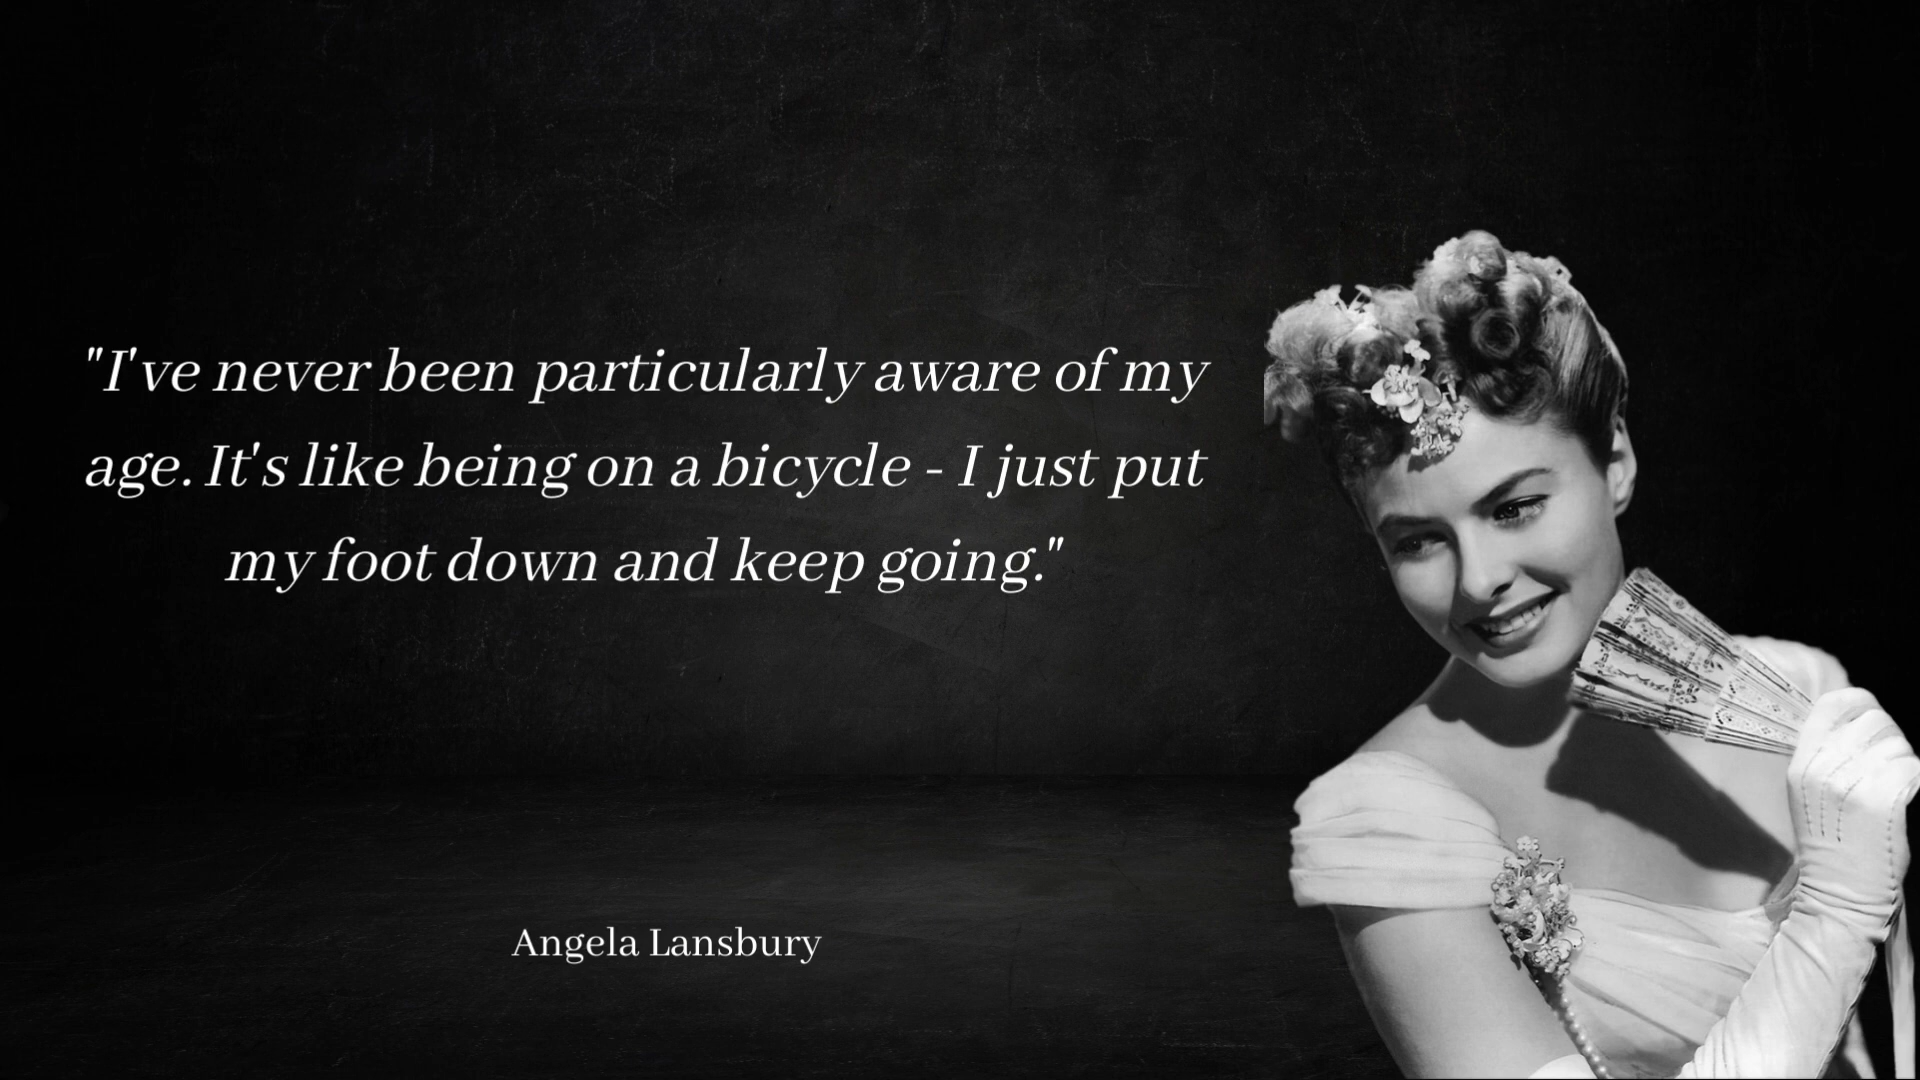 "I've never been particularly aware of my
age. It's like being on a bicycle - I just put
my foot down and keep going."
Angela Lansbury